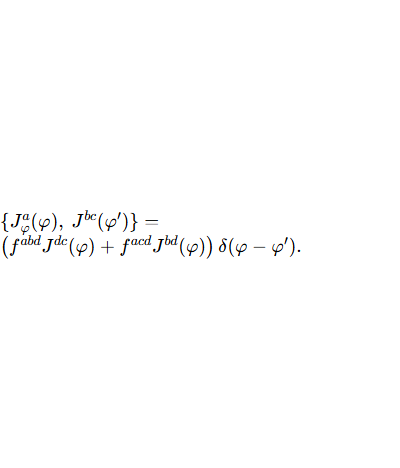 {J^a_φ(φ), J^{bc}(φ′)} =
(f^{abd}J^{dc}(φ) + f^{acd}J^{bd}(φ)) δ(φ − φ′).